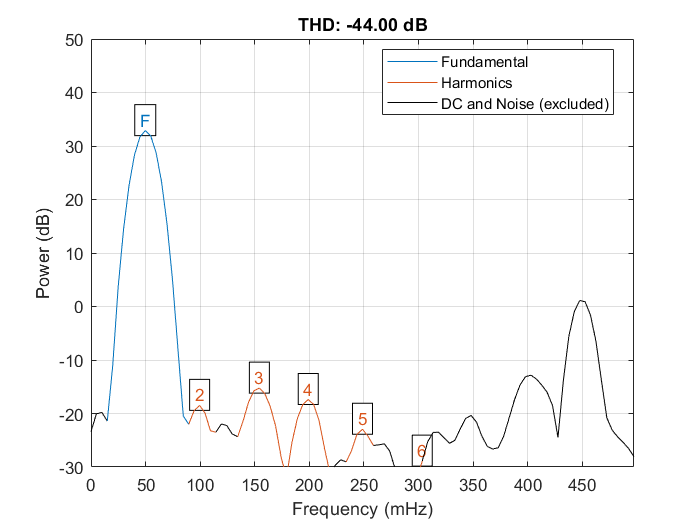 THD: -44.00 dB
Fundamental
Harmonics
DC and Noise (excluded)
F
2
3
4
5
6
50
40
30
20
10
0
-10
-20
-30
Power (dB)
0 50 100 150 200 250 300 350 400 450
Frequency (mHz)